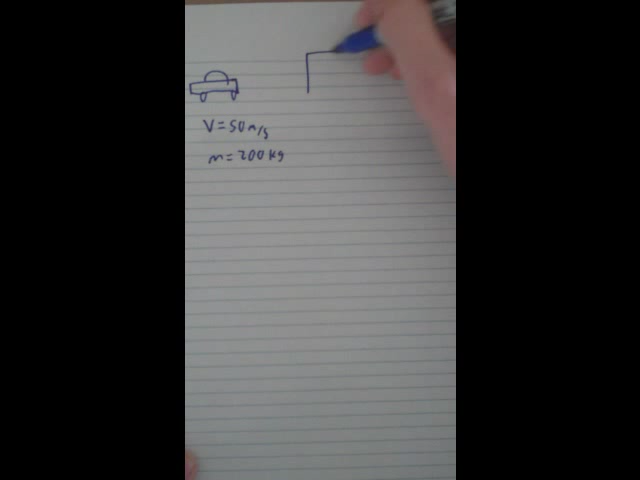 V = 50 m/s
m = 200 kg